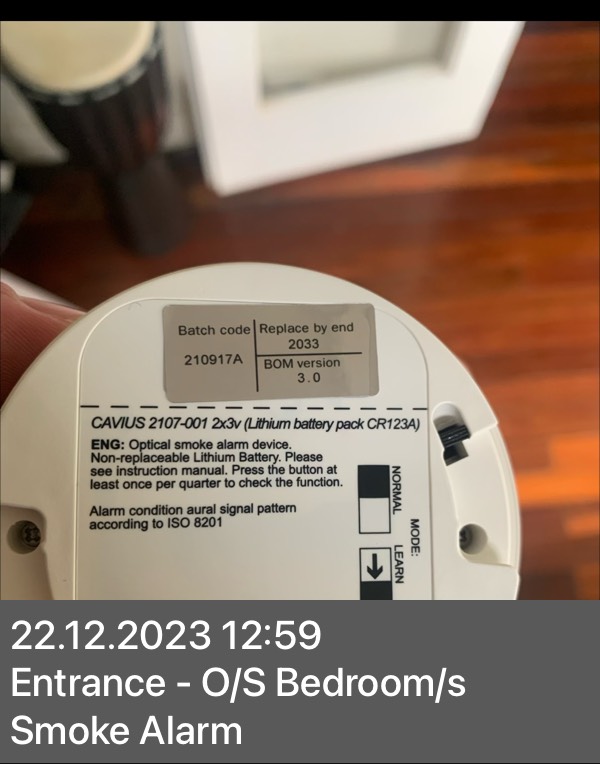 Batch code
210917A
Replace by end
2033
BOM version
3.0
CAVIUS 2107-001 2x3v (Lithium battery pack CR123A)
ENG: Optical smoke alarm device.
Non-replaceable Lithium Battery. Please
see instruction manual. Press the button at
least once per quarter to check the function.
Alarm condition aural signal pattern
according to ISO 8201
MODE:
NORMAL
LEARN
22.12.2023 12:59
Entrance - O/S Bedroom/s
Smoke Alarm